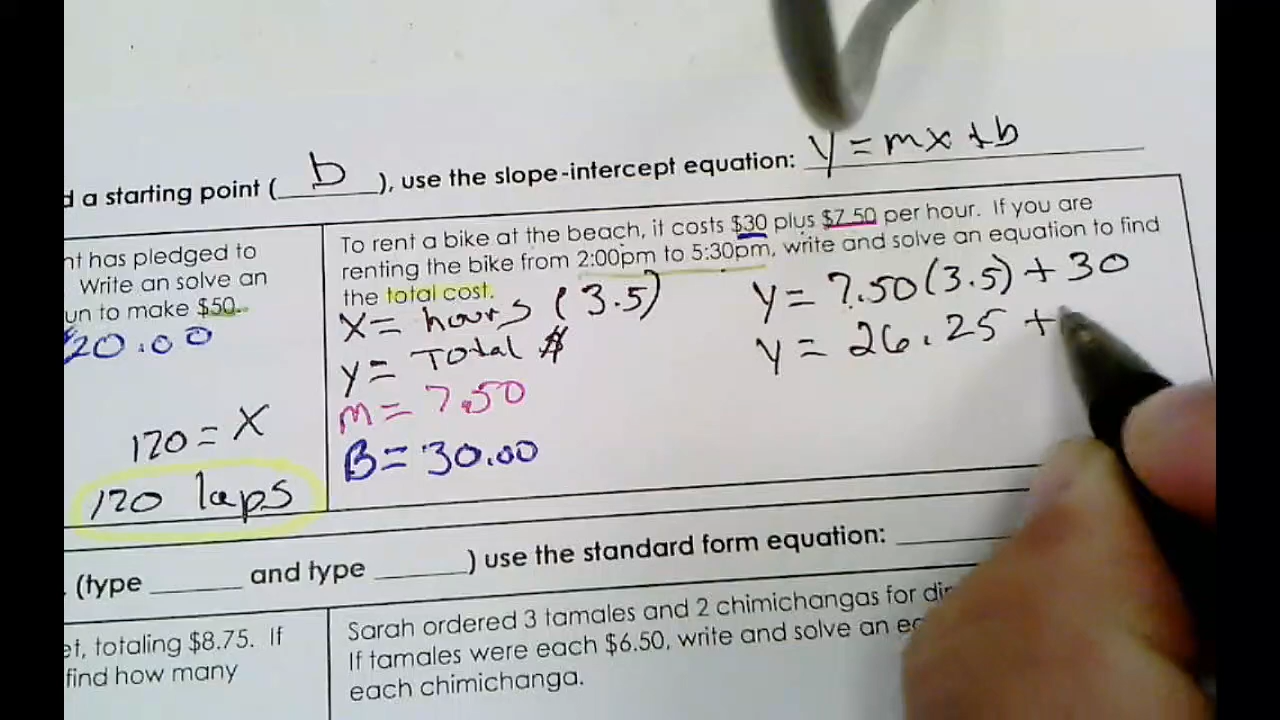 d a starting point ( b ), use the slope-intercept equation: y = mx + b
nt has pledged to
Write an solve an
un to make $50.
20.00
120 = X
120 laps
To rent a bike at the beach, it costs $30 plus $7.50 per hour. If you are
renting the bike from 2:00pm to 5:30pm, write and solve an equation to find
the total cost.
X = hours (3.5)
y = Total $
m = 7.50
B = 30.00
y = 7.50(3.5) + 30
y = 26.25 +
(type ______ and type ______) use the standard form equation: ______
et, totaling $8.75. If
find how many
Sarah ordered 3 tamales and 2 chimichangas for
If tamales were each $6.50, write and solve an
each chimichanga.